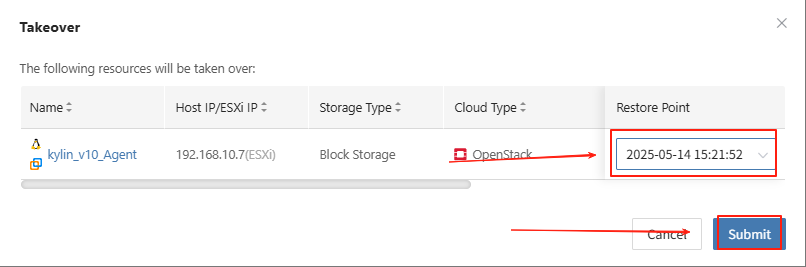 Takeover
The following resources will be taken over:
Name Host IP/ESXi IP Storage Type Cloud Type Restore Point
kylin_v10_Agent 192.168.10.7(ESXi) Block Storage OpenStack 2025-05-14 15:21:52
Cancel Submit